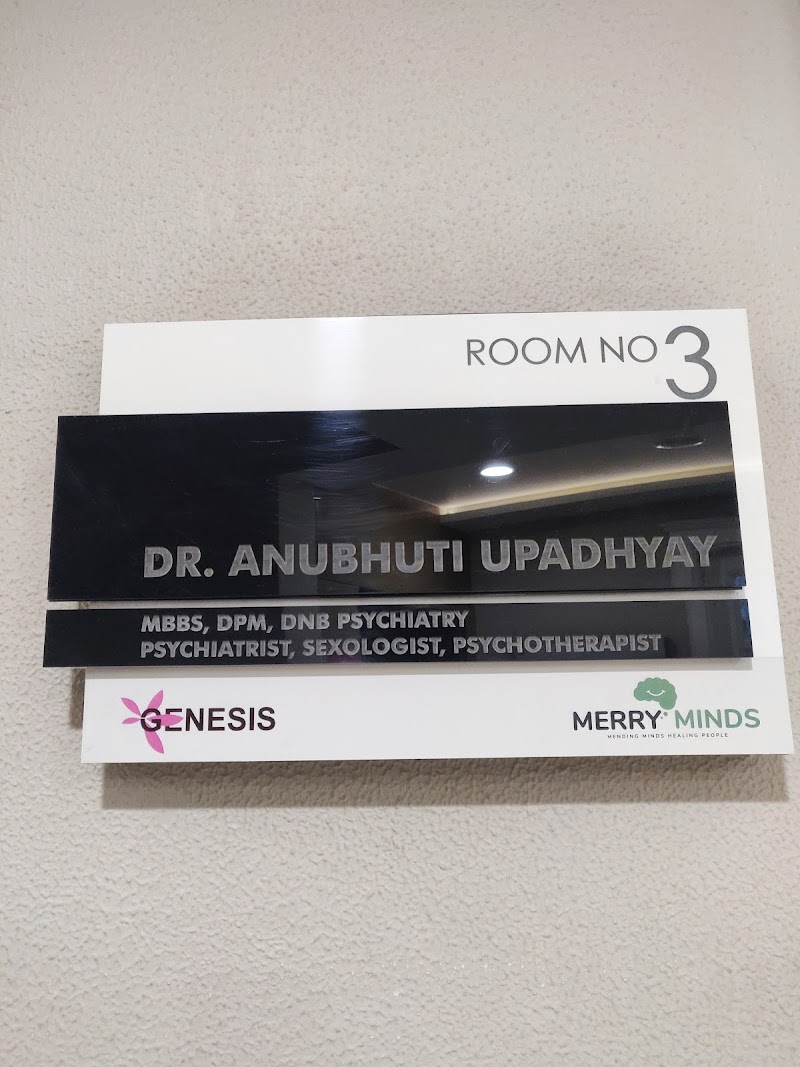 ROOM NO 3
DR. ANUBHUTI UPADHYAY
MBBS, DPM, DNB PSYCHIATRY
PSYCHIATRIST, SEXOLOGIST, PSYCHOTHERAPIST
GENESIS
MERRY MINDS
MENDING MINDS HEALING PEOPLE